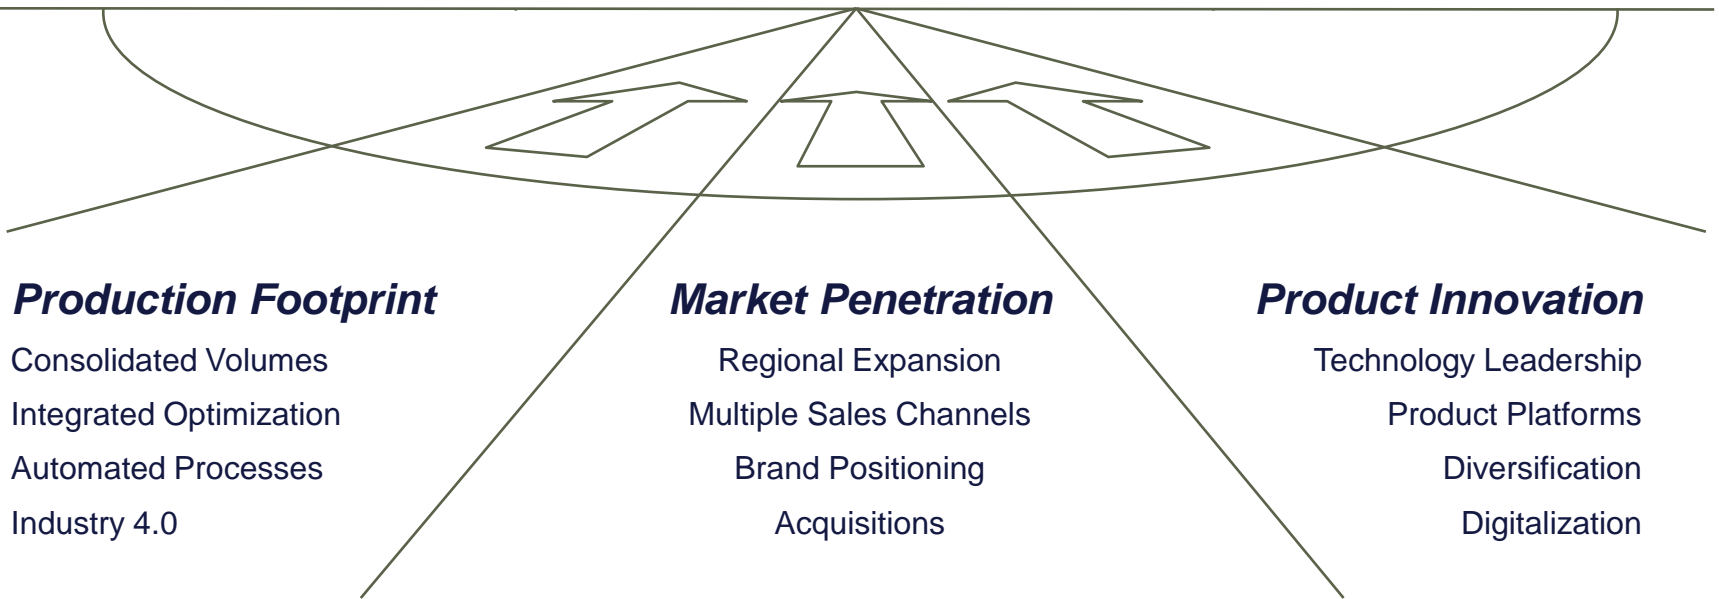 Production Footprint
Consolidated Volumes
Integrated Optimization
Automated Processes
Industry 4.0
Market Penetration
Regional Expansion
Multiple Sales Channels
Brand Positioning
Acquisitions
Product Innovation
Technology Leadership
Product Platforms
Diversification
Digitalization